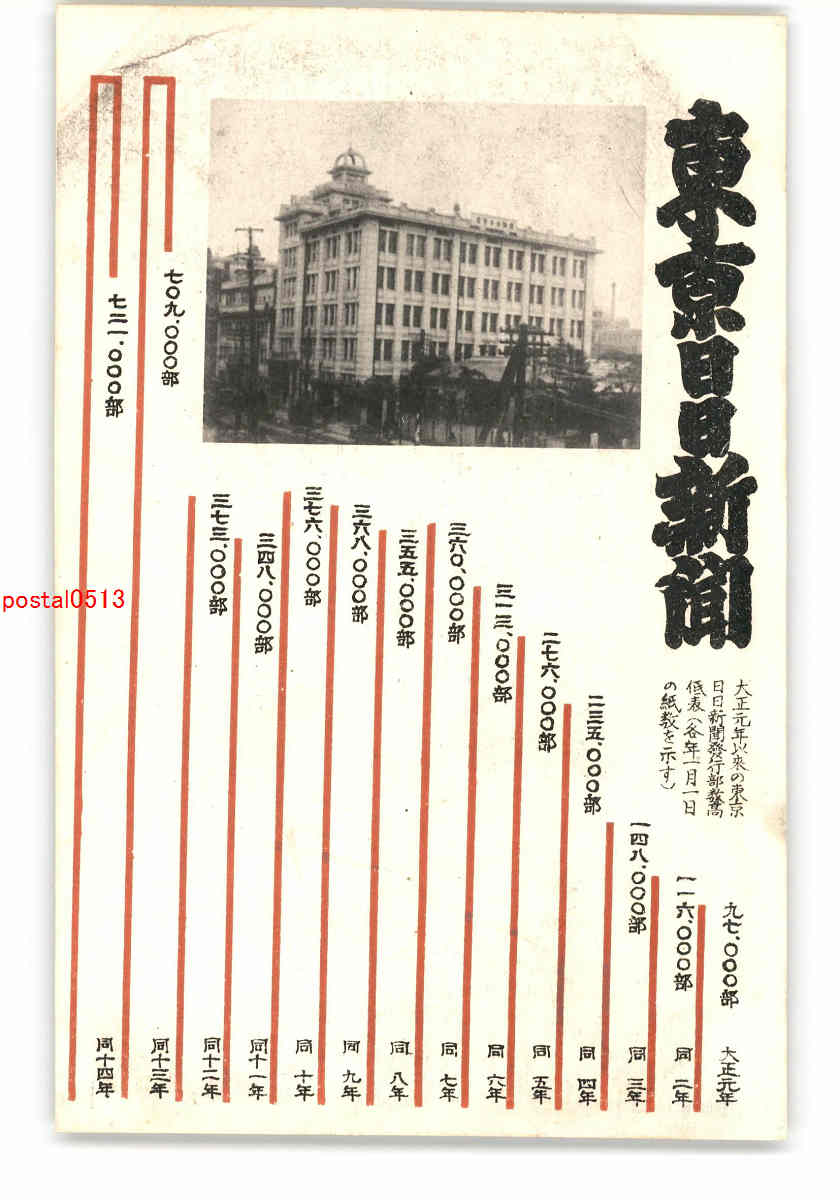 東京日日新聞
大正元年以來の東京
日日新聞發行部數高
低表(各年一月一日
の紙数を示す)
九七,〇〇〇部
大正元年
一一六,〇〇〇部
同二年
一四八,〇〇〇部
同三年
二三五,〇〇〇部
同四年
二七六,〇〇〇部
同五年
三一三,〇〇〇部
同六年
三六〇,〇〇〇部
同七年
三五五,〇〇〇部
同八年
三六八,〇〇〇部
同九年
三七六,〇〇〇部
同十年
三四八,〇〇〇部
同十一年
三七三,〇〇〇部
同十二年
七〇九,〇〇〇部
同十三年
七三一,〇〇〇部
同十四年
postal0513